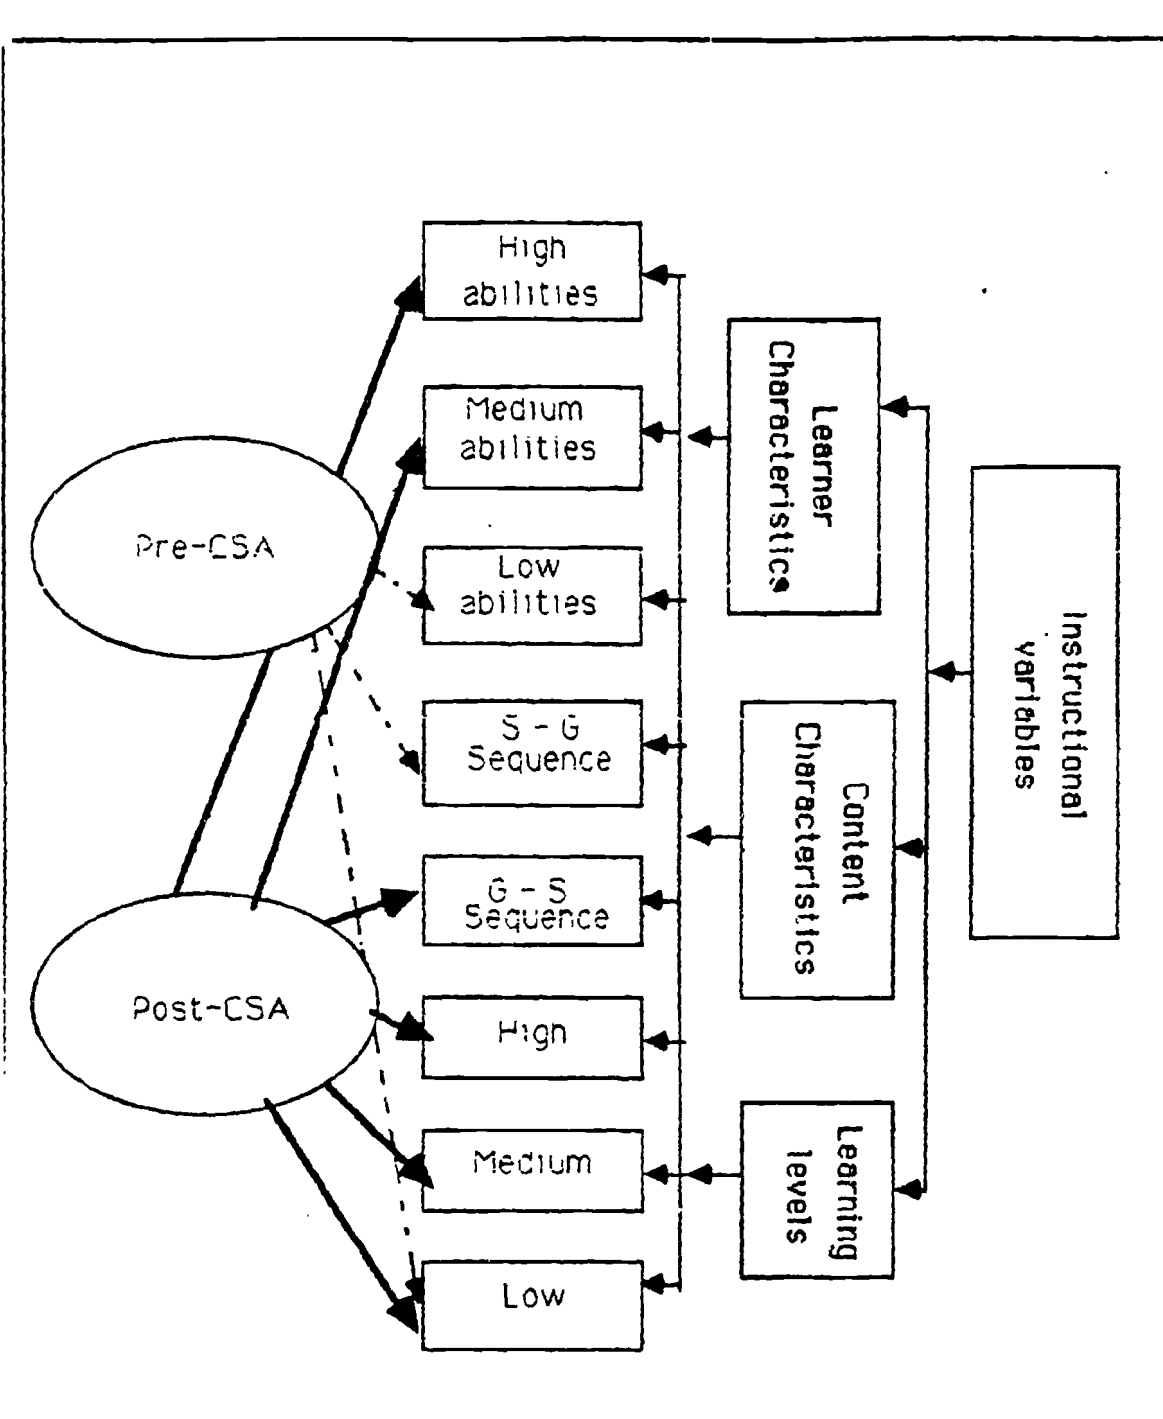 Instructional
variables
Learner
Characteristics
Content
Characteristics
Learning
levels
High
abilities
Medium
abilities
Low
abilities
S - G
Sequence
G - S
Sequence
High
Medium
Low
Pre-CSA
Post-CSA